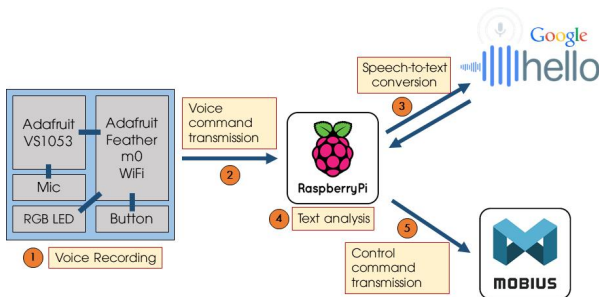 Google
hello
Speech-to-text
conversion
3
Voice
command
transmission
2
Adafruit
VS1053
Adafruit
Feather
m0
WiFi
Mic
RGB LED
Button
1
Voice Recording
RaspberryPi
4
Text analysis
5
Control
command
transmission
MOBIUS